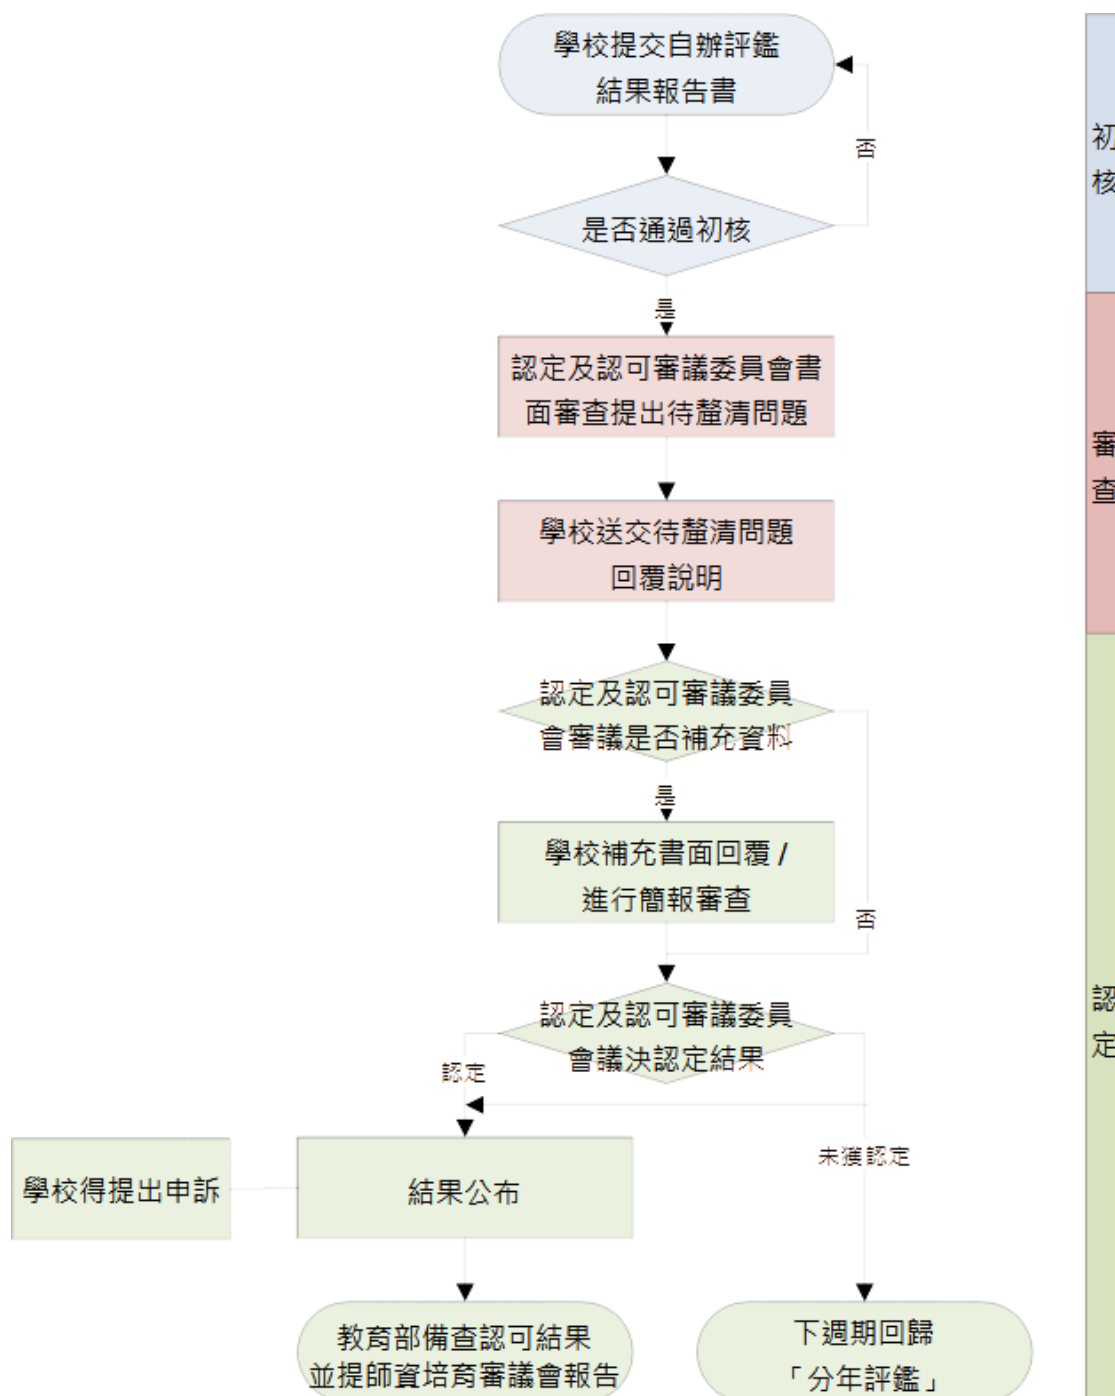 學校提交自辦評鑑
結果報告書
否
初
核
是否通過初核
是
認定及認可審議委員會書
面審查提出待釐清問題
審
查
學校送交待釐清問題
回覆說明
認定及認可審議委員
會審議是否補充資料
是
學校補充書面回覆 /
進行簡報審查
否
認定及認可審議委員
會議決認定結果
認
定
認定
未獲認定
學校得提出申訴
結果公布
教育部備查認可結果
並提師資培育審議會報告
下週期回歸
「分年評鑑」